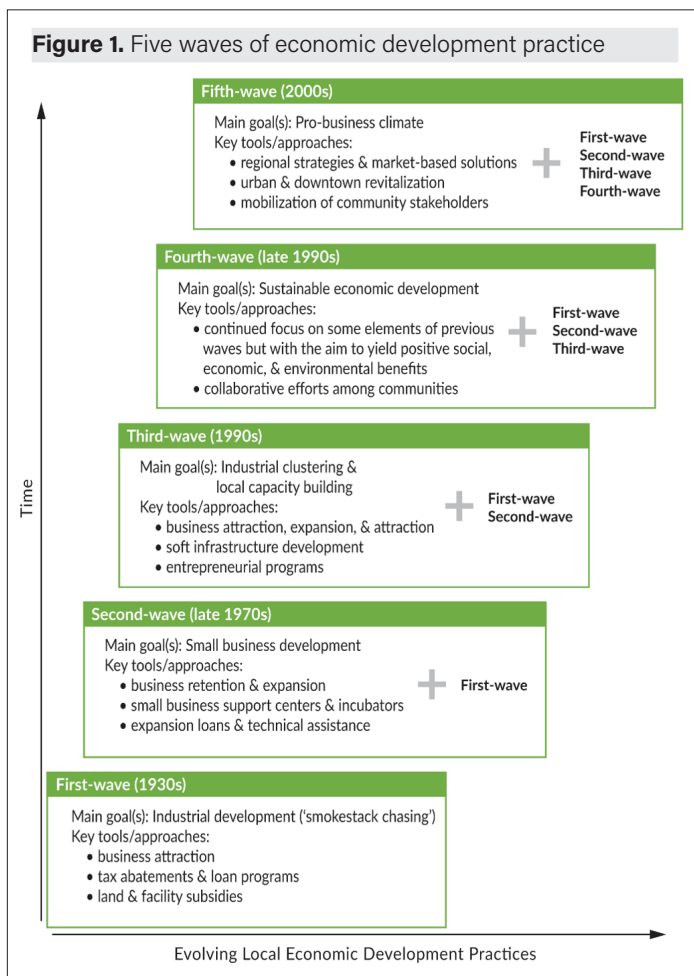 Figure 1. Five waves of economic development practice
Fifth-wave (2000s)
Main goal(s): Pro-business climate
Key tools/approaches:
• regional strategies & market-based solutions
• urban & downtown revitalization
• mobilization of community stakeholders
+
First-wave
Second-wave
Third-wave
Fourth-wave
Fourth-wave (late 1990s)
Main goal(s): Sustainable economic development
Key tools/approaches:
• continued focus on some elements of previous
waves but with the aim to yield positive social,
economic, & environmental benefits
• collaborative efforts among communities
+
First-wave
Second-wave
Third-wave
Third-wave (1990s)
Main goal(s): Industrial clustering &
local capacity building
Key tools/approaches:
• business attraction, expansion, & attraction
• soft infrastructure development
• entrepreneurial programs
+
First-wave
Second-wave
Second-wave (late 1970s)
Main goal(s): Small business development
Key tools/approaches:
• business retention & expansion
• small business support centers & incubators
• expansion loans & technical assistance
+
First-wave
First-wave (1930s)
Main goal(s): Industrial development (‘smokestack chasing’)
Key tools/approaches:
• business attraction
• tax abatements & loan programs
• land & facility subsidies
Time
Evolving Local Economic Development Practices